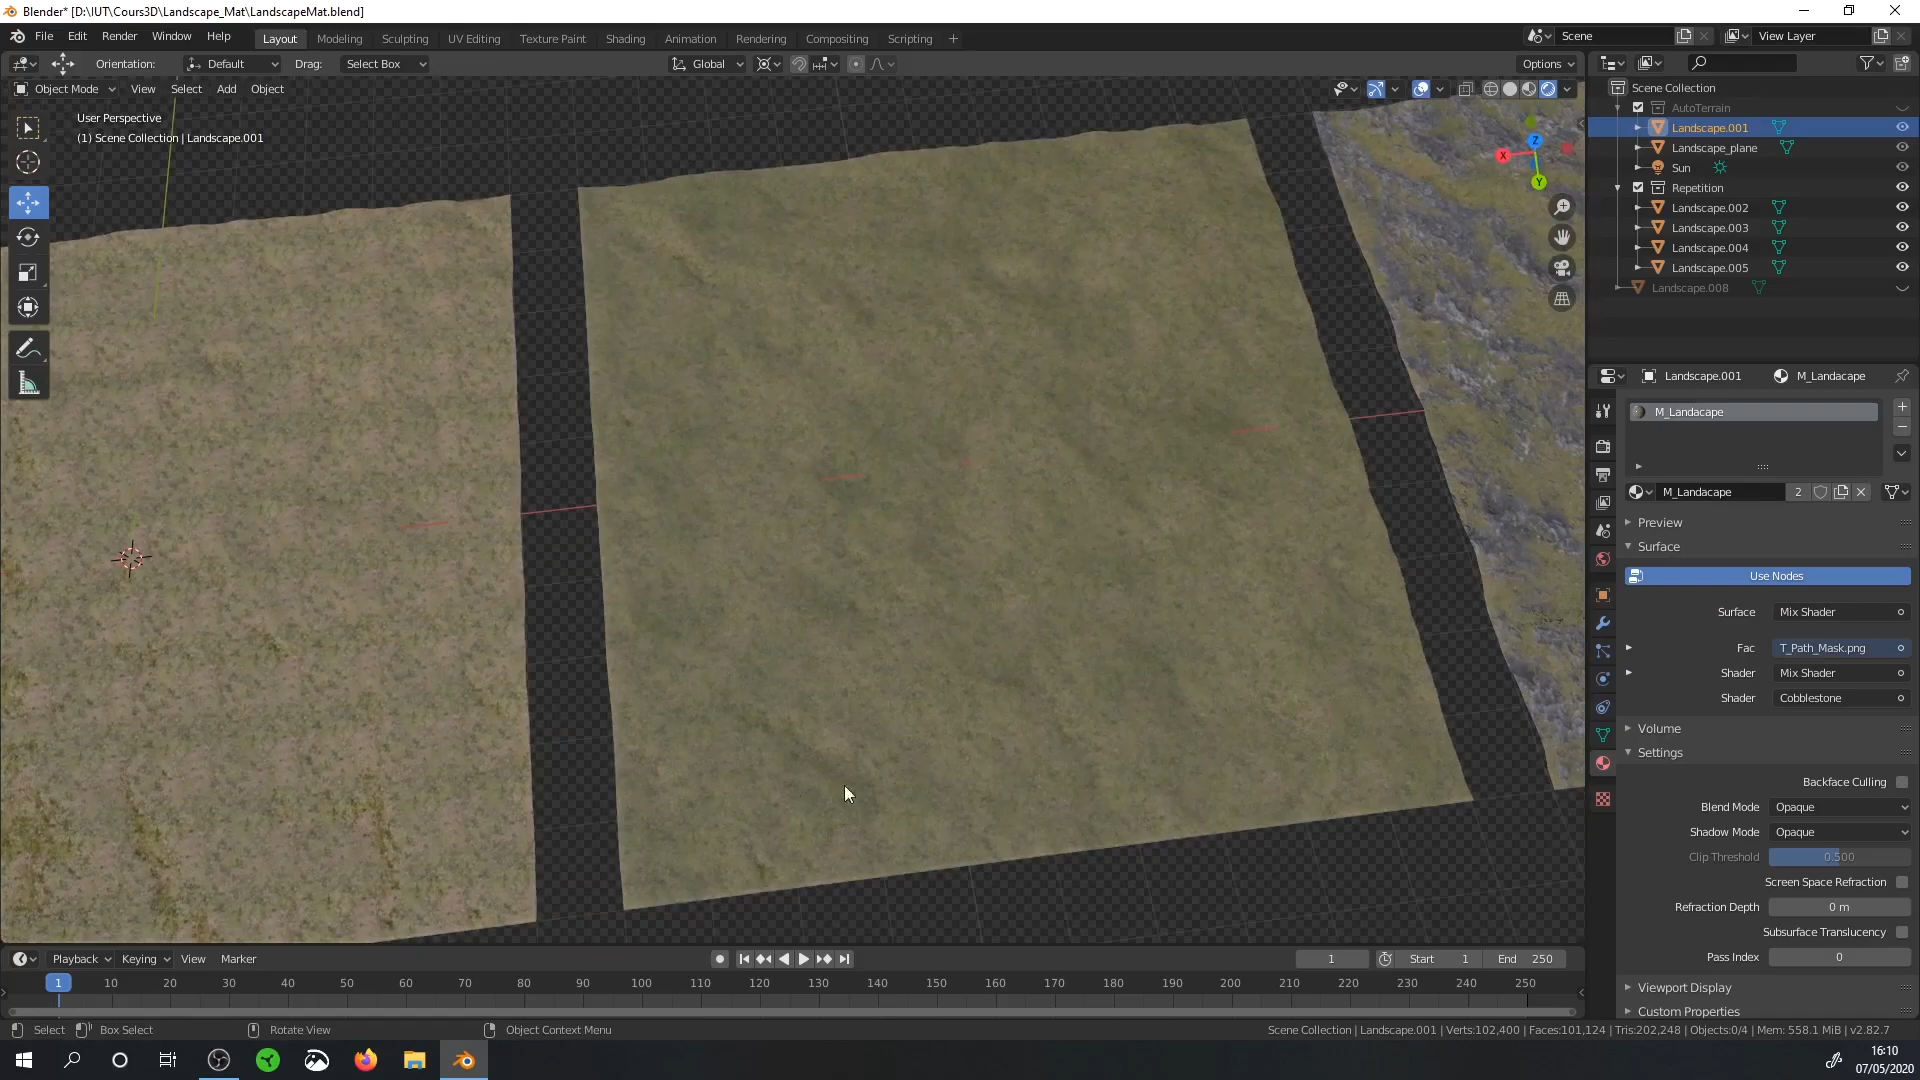 Blender* [D:\IUT\Cours3D\Landscape_Mat\LandscapeMat.blend]
File Edit Render Window Help Layout Modeling Sculpting UV Editing Texture Paint Shading Animation Rendering Compositing Scripting Scene View Layer
Orientation: Default Drag: Select Box Global Options
Object Mode View Select Add Object
User Perspective
(1) Scene Collection | Landscape.001
X Z Y
Scene Collection
AutoTerrain
Landscape.001
Landscape_plane
Sun
Repetition
Landscape.002
Landscape.003
Landscape.004
Landscape.005
Landscape.008
Landscape.001 M_Landacape
M_Landacape
M_Landacape 2
Preview
Surface
Use Nodes
Surface Mix Shader
Fac T_Path_Mask.png
Shader Mix Shader
Shader Cobblestone
Volume
Settings
Backface Culling
Blend Mode Opaque
Shadow Mode Opaque
Clip Threshold 0.500
Screen Space Refraction
Refraction Depth 0 m
Subsurface Translucency
Pass Index 0
Viewport Display
Custom Properties
Playback Keying View Marker 1 Start 1 End 250
1 10 20 30 40 50 60 70 80 90 100 110 120 130 140 150 160 170 180 190 200 210 220 230 240 250
Select Box Select Rotate View Object Context Menu Scene Collection | Landscape.001 | Verts:102,400 | Faces:101,124 | Tris:202,248 | Objects:0/4 | Mem: 558.1 MiB | v2.82.7
16:10
07/05/2020